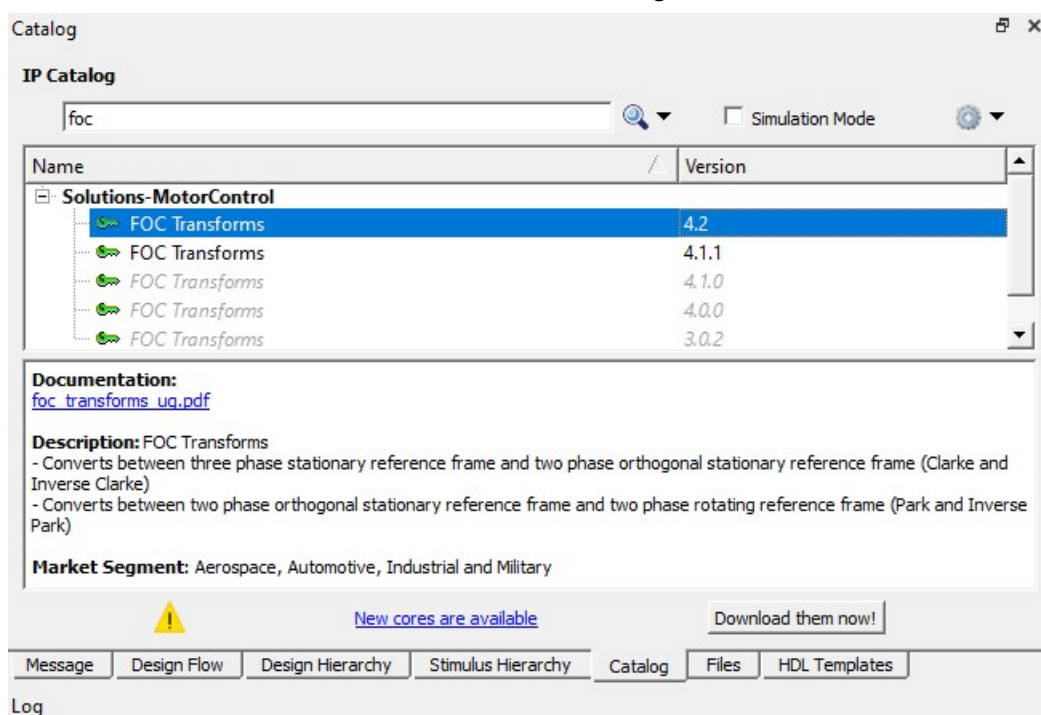 Catalog
IP Catalog
foc
Simulation Mode
Name Version
Solutions-MotorControl
FOC Transforms 4.2
FOC Transforms 4.1.1
FOC Transforms 4.1.0
FOC Transforms 4.0.0
FOC Transforms 3.0.2
Documentation:
foc_transforms_ug.pdf
Description: FOC Transforms
- Converts between three phase stationary reference frame and two phase orthogonal stationary reference frame (Clarke and
Inverse Clarke)
- Converts between two phase orthogonal stationary reference frame and two phase rotating reference frame (Park and Inverse
Park)
Market Segment: Aerospace, Automotive, Industrial and Military
New cores are available Download them now!
Message Design Flow Design Hierarchy Stimulus Hierarchy Catalog Files HDL Templates
Log